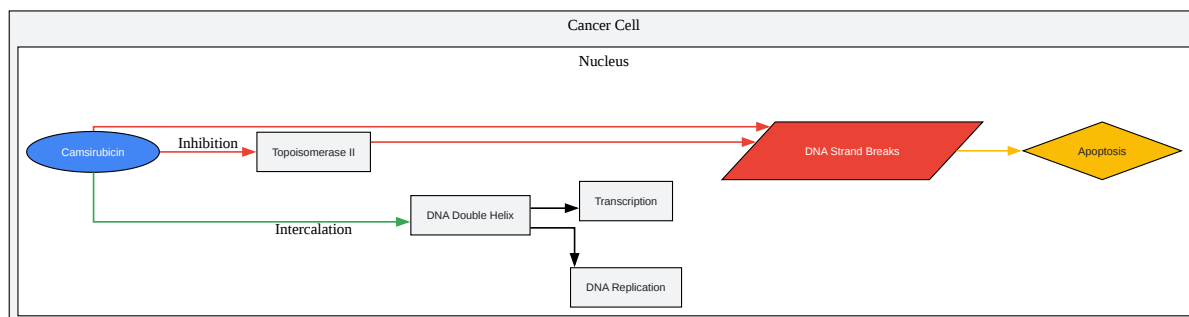 Cancer Cell
Nucleus
Camsirubicin
Inhibition
Topoisomerase II
DNA Strand Breaks
Apoptosis
Intercalation
DNA Double Helix
Transcription
DNA Replication